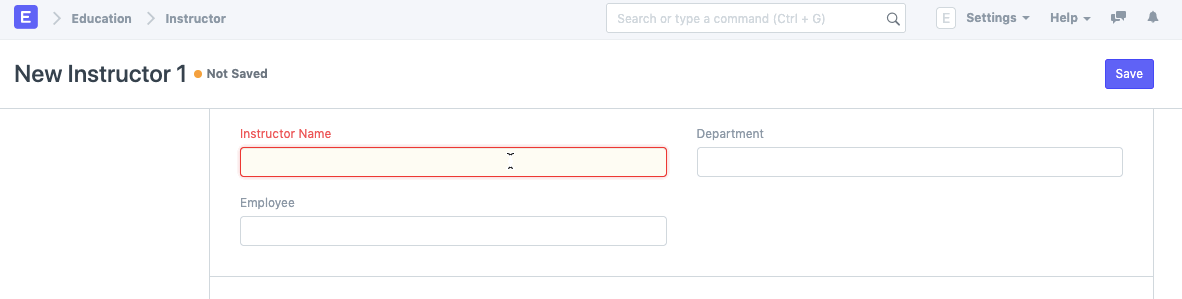 E Education Instructor Search or type a command (Ctrl + G) E Settings Help
New Instructor 1 Not Saved Save
Instructor Name Department
Employee